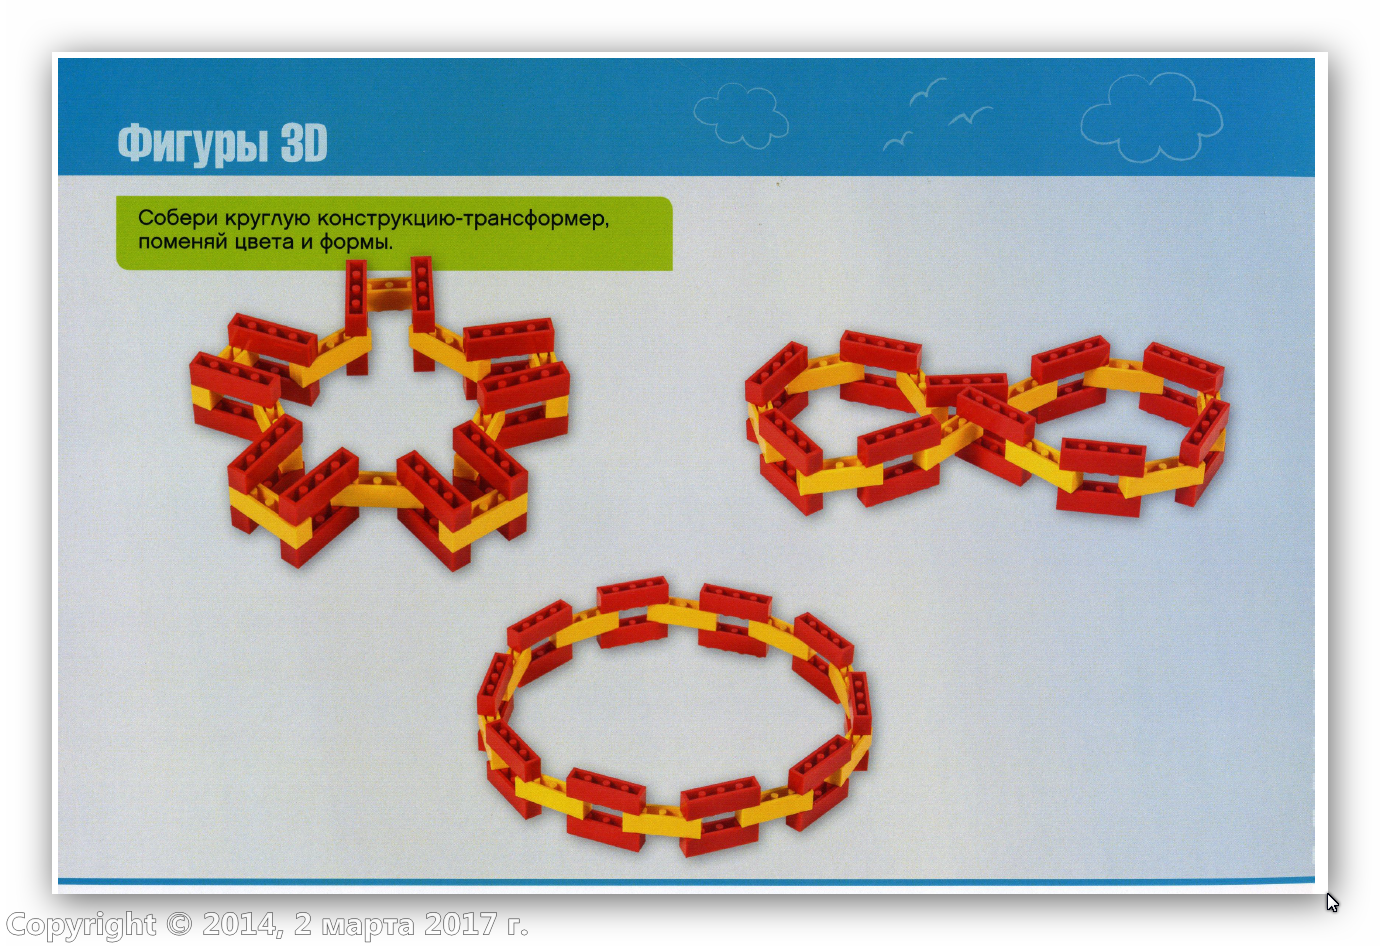 Фигуры 3D
Собери круглую конструкцию-трансформер,
поменяй цвета и формы.
Copyright © 2014, 2 марта 2017 г.